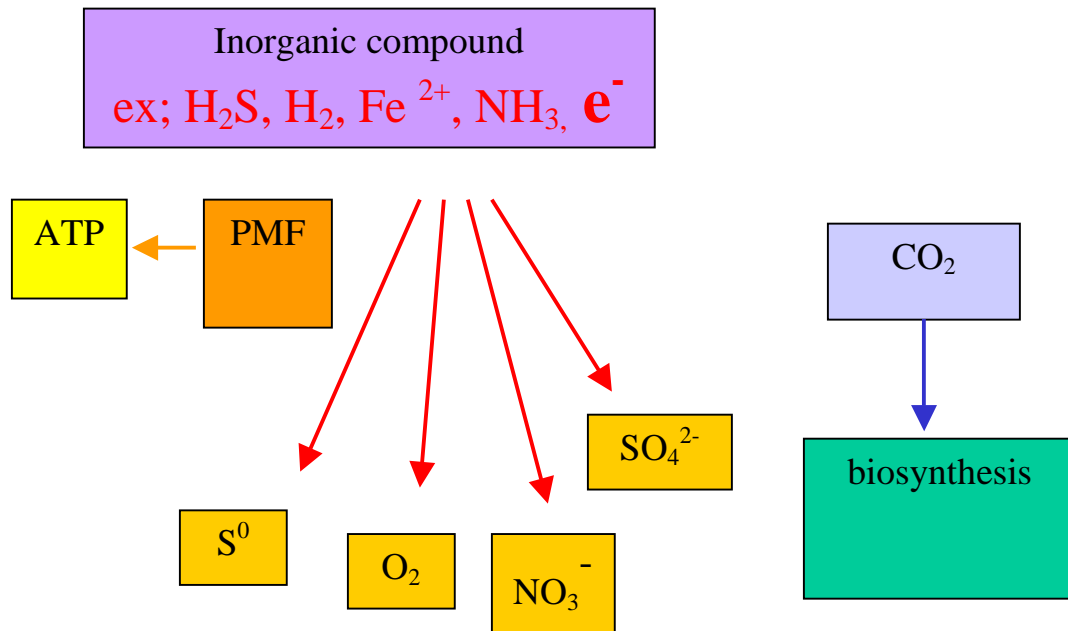 Inorganic compound
ex; H₂S, H₂, Fe ²⁺, NH₃, e⁻
ATP
PMF
CO₂
SO₄²⁻
biosynthesis
S⁰
O₂
NO₃⁻